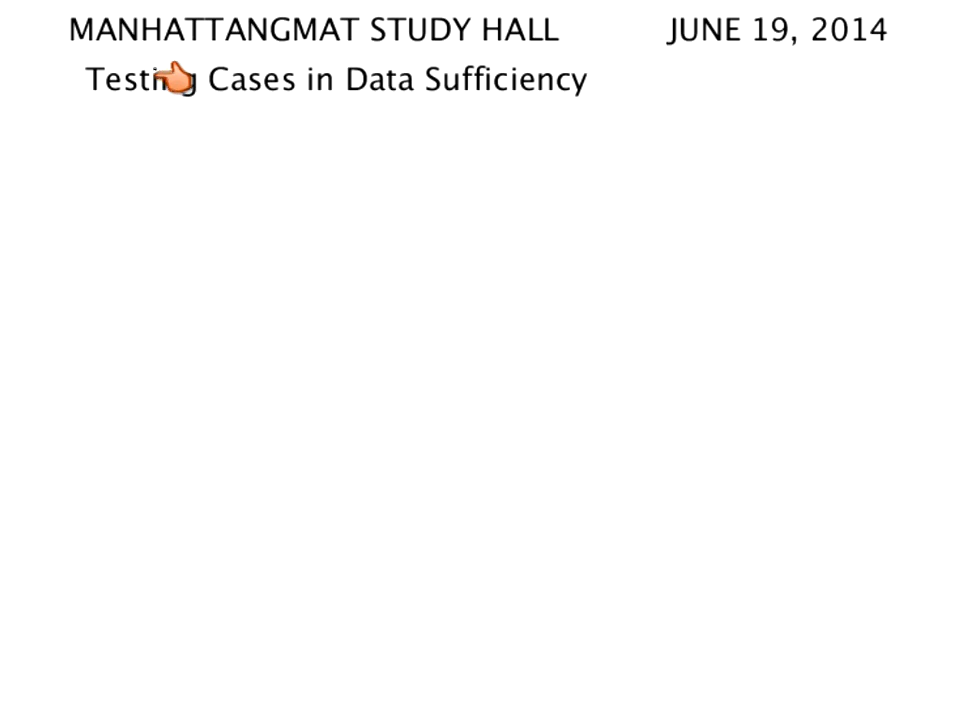 MANHATTANGMAT STUDY HALL JUNE 19, 2014
Testing Cases in Data Sufficiency